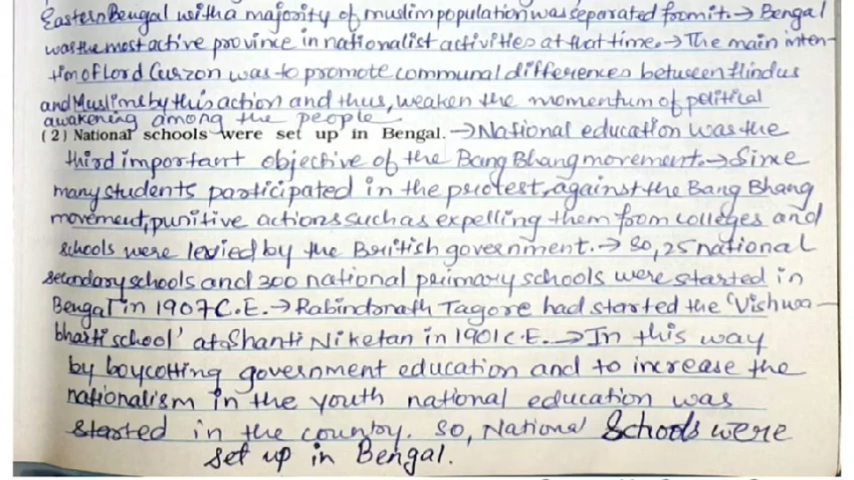 Eastern Bengal with a majority of muslim population was separated from it. → Bengal
was the most active province in nationalist activities at that time. → The main inten-
tion of Lord Curzon was to promote communal differences between Hindus
and Muslims by this action and thus, weaken the momentum of political
awakening among the people
(2) National schools were set up in Bengal. → National education was the
third important objective of the Bang Bhang movement. → Since
many students participated in the protest, against the Bang Bhang
movement, punitive actions such as expelling them from colleges and
schools were levied by the British government. → So, 25 national
secondary schools and 300 national primary schools were started in
Bengal in 1907 C.E. → Rabindonath Tagore had started the 'Vishwa-
bharti school' at Shanti Niketan in 1901 C.E. → In this way
by boycotting government education and to increase the
nationalism in the youth national education was
started in the country. So, National Schools were
set up in Bengal.